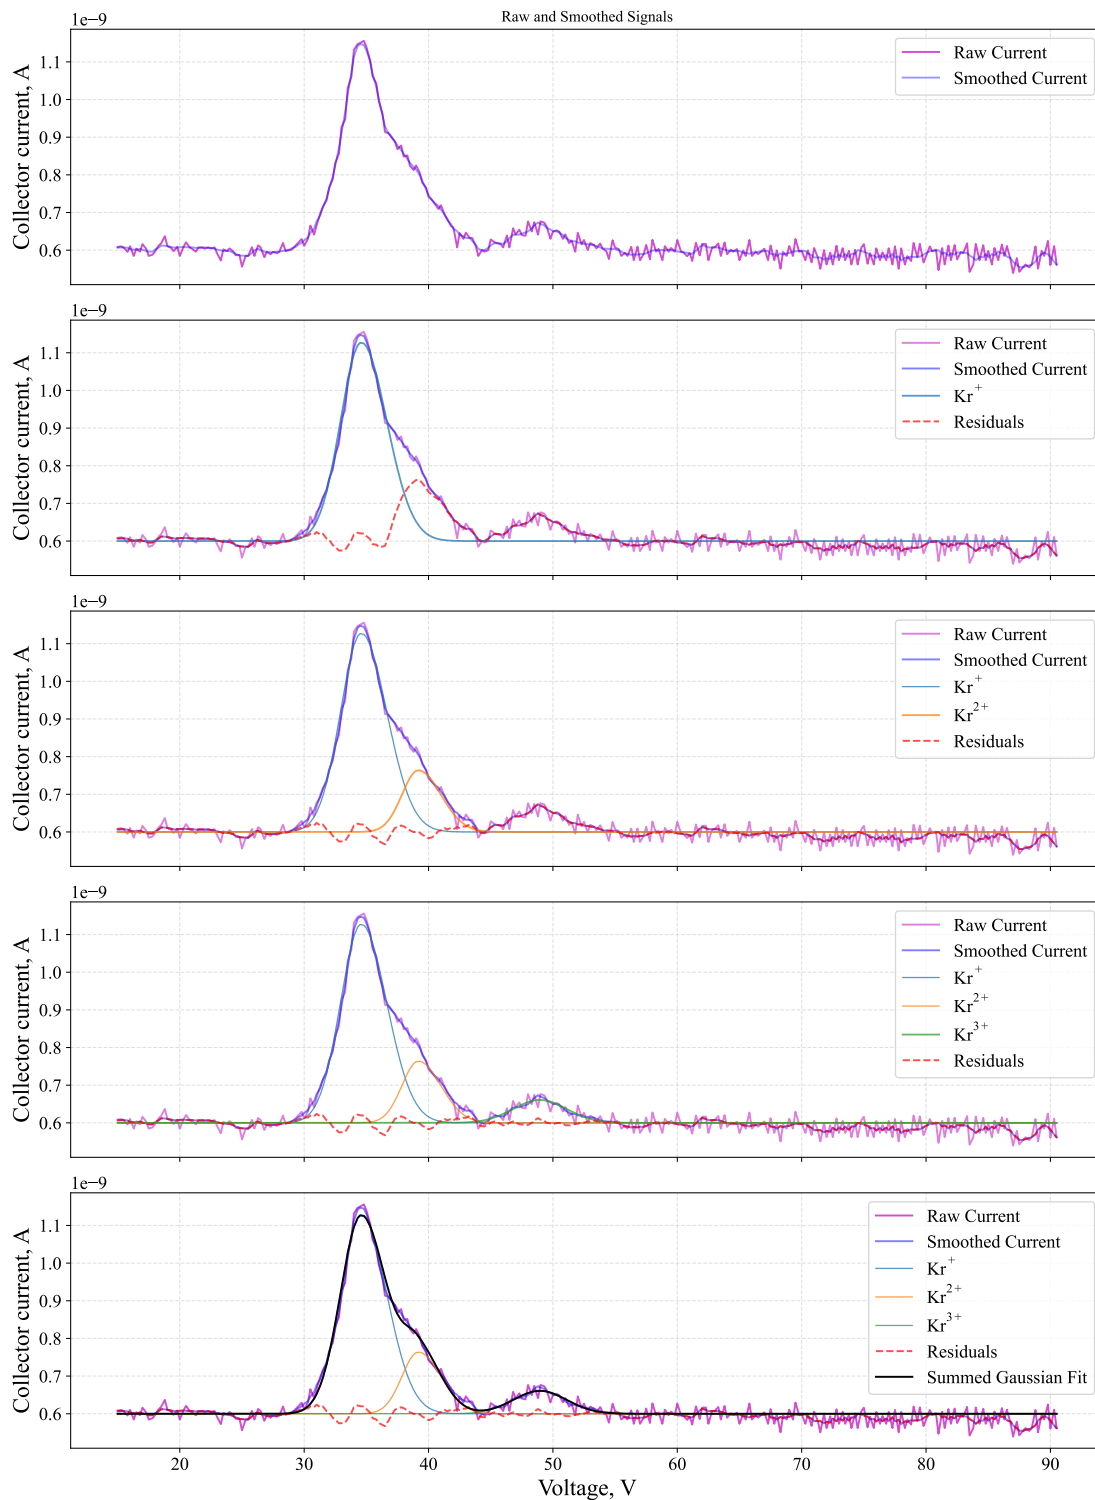 Raw and Smoothed Signals
1e−9
Collector current, A
1.1
1.0
0.9
0.8
0.7
0.6
Raw Current
Smoothed Current
1e−9
Collector current, A
1.1
1.0
0.9
0.8
0.7
0.6
Raw Current
Smoothed Current
Kr⁺
Residuals
1e−9
Collector current, A
1.1
1.0
0.9
0.8
0.7
0.6
Raw Current
Smoothed Current
Kr⁺
Kr²⁺
Residuals
1e−9
Collector current, A
1.1
1.0
0.9
0.8
0.7
0.6
Raw Current
Smoothed Current
Kr⁺
Kr²⁺
Kr³⁺
Residuals
1e−9
Collector current, A
1.1
1.0
0.9
0.8
0.7
0.6
Raw Current
Smoothed Current
Kr⁺
Kr²⁺
Kr³⁺
Residuals
Summed Gaussian Fit
20 30 40 50 60 70 80 90
Voltage, V